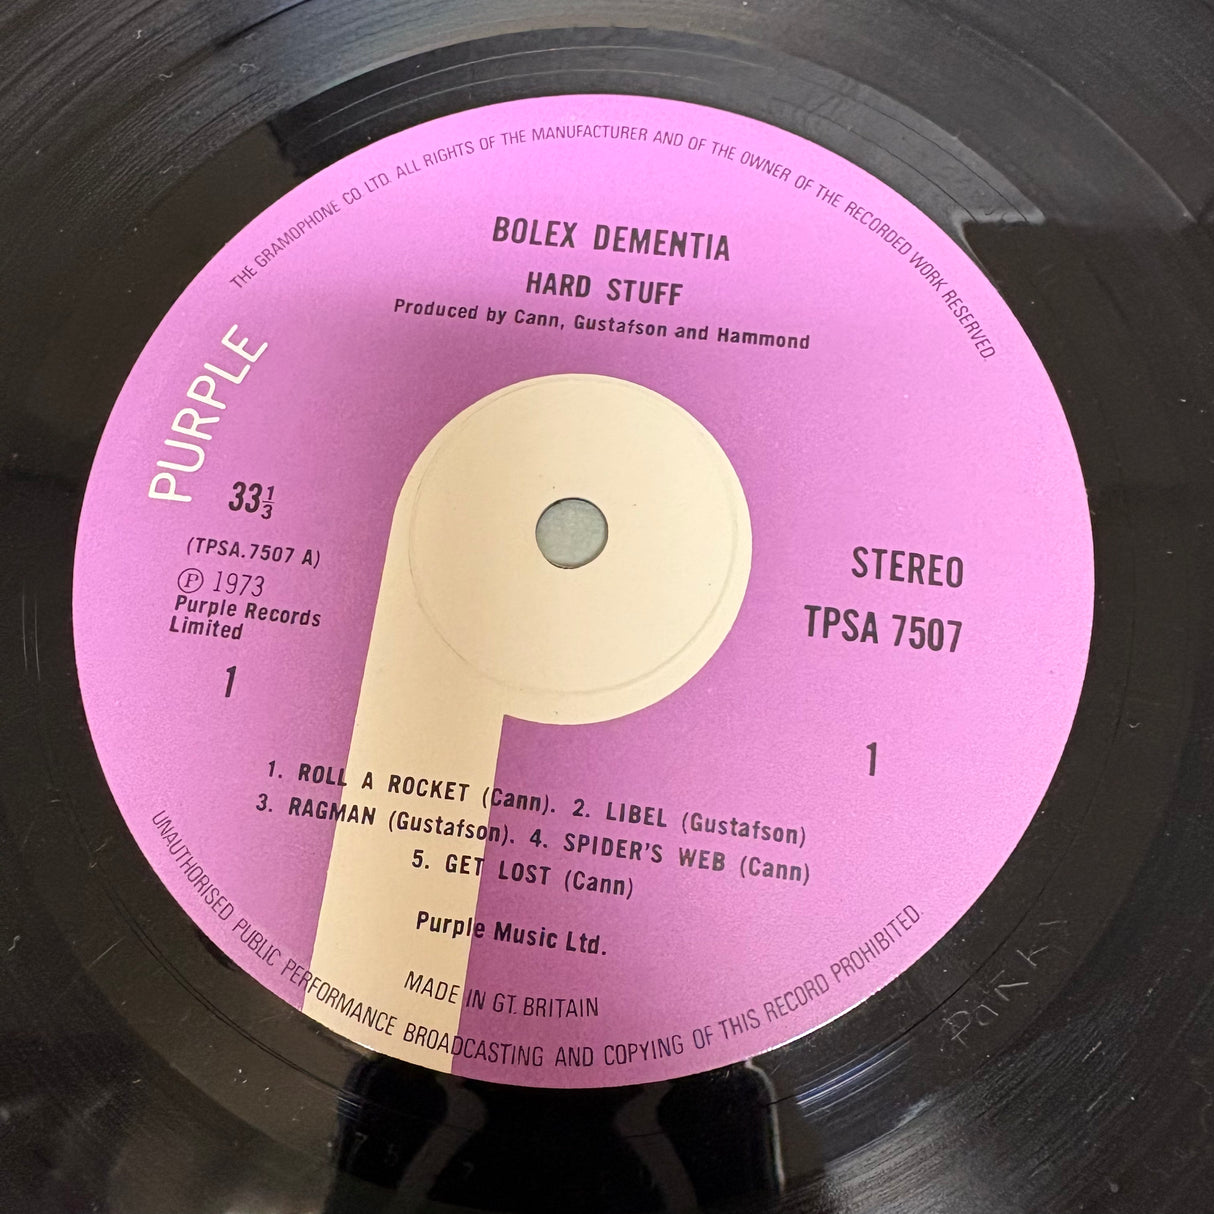 THE GRAMOPHONE CO LTD. ALL RIGHTS OF THE MANUFACTURER AND OF THE OWNER OF THE RECORDED WORK RESERVED.
BOLEX DEMENTIA
HARD STUFF
Produced by Cann, Gustafson and Hammond
PURPLE
33⅓
(TPSA.7507 A)
Ⓟ 1973
Purple Records
Limited
1
STEREO
TPSA 7507
1
1. ROLL A ROCKET (Cann). 2. LIBEL (Gustafson)
3. RAGMAN (Gustafson). 4. SPIDER'S WEB (Cann)
5. GET LOST (Cann)
Purple Music Ltd.
MADE IN GT. BRITAIN
UNAUTHORISED PUBLIC PERFORMANCE BROADCASTING AND COPYING OF THIS RECORD PROHIBITED.